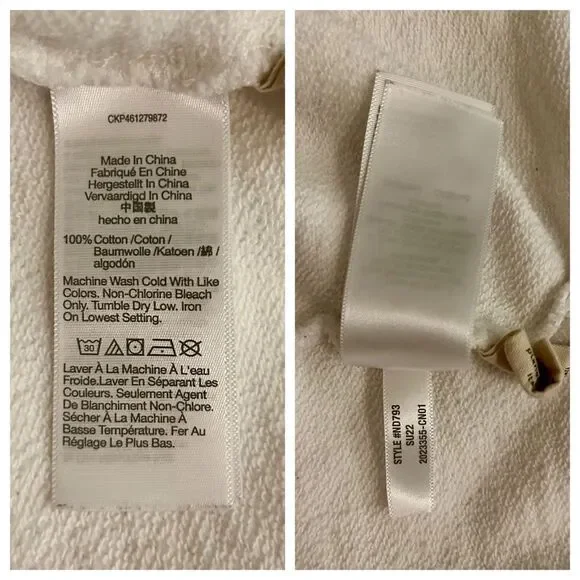 CKP461279872
Made In China
Fabriqué En Chine
Hergestellt In China
Vervaardigd In China
中国製
hecho en china
100% Cotton /Coton /
Baumwolle /Katoen /綿 /
algodón
Machine Wash Cold With Like
Colors. Non-Chlorine Bleach
Only. Tumble Dry Low. Iron
On Lowest Setting.
30
Laver À La Machine À L'eau
Froide.Laver En Séparant Les
Couleurs. Seulement Agent
De Blanchiment Non-Chlore.
Sécher À La Machine À
Basse Température. Fer Au
Réglage Le Plus Bas.
STYLE #ND793
SU22
2023355-CN01